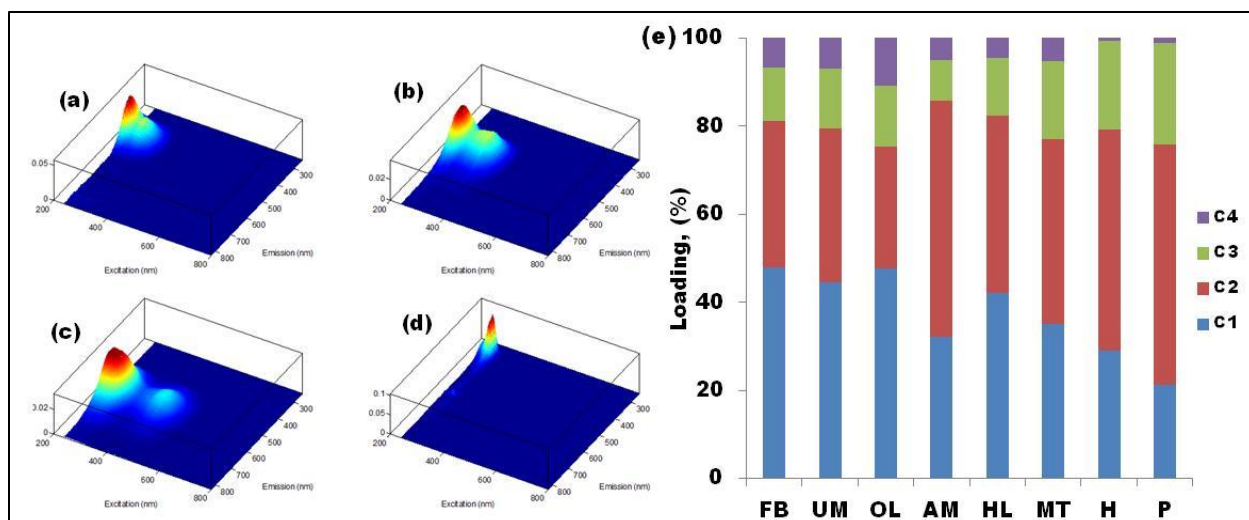 (a)
0.05
0
200
400
600
800
Excitation (nm)
800
700
600
500
400
300
Emission (nm)
(b)
0.02
0
200
400
600
800
Excitation (nm)
800
700
600
500
400
300
Emission (nm)
(c)
0.02
0
200
400
600
800
Excitation (nm)
800
700
600
500
400
300
Emission (nm)
(d)
0.1
0.05
0
200
400
600
800
Excitation (nm)
800
700
600
500
400
300
Emission (nm)
(e)
Loading, (%)
100
80
60
40
20
0
FB UM OL AM HL MT H P
C4
C3
C2
C1